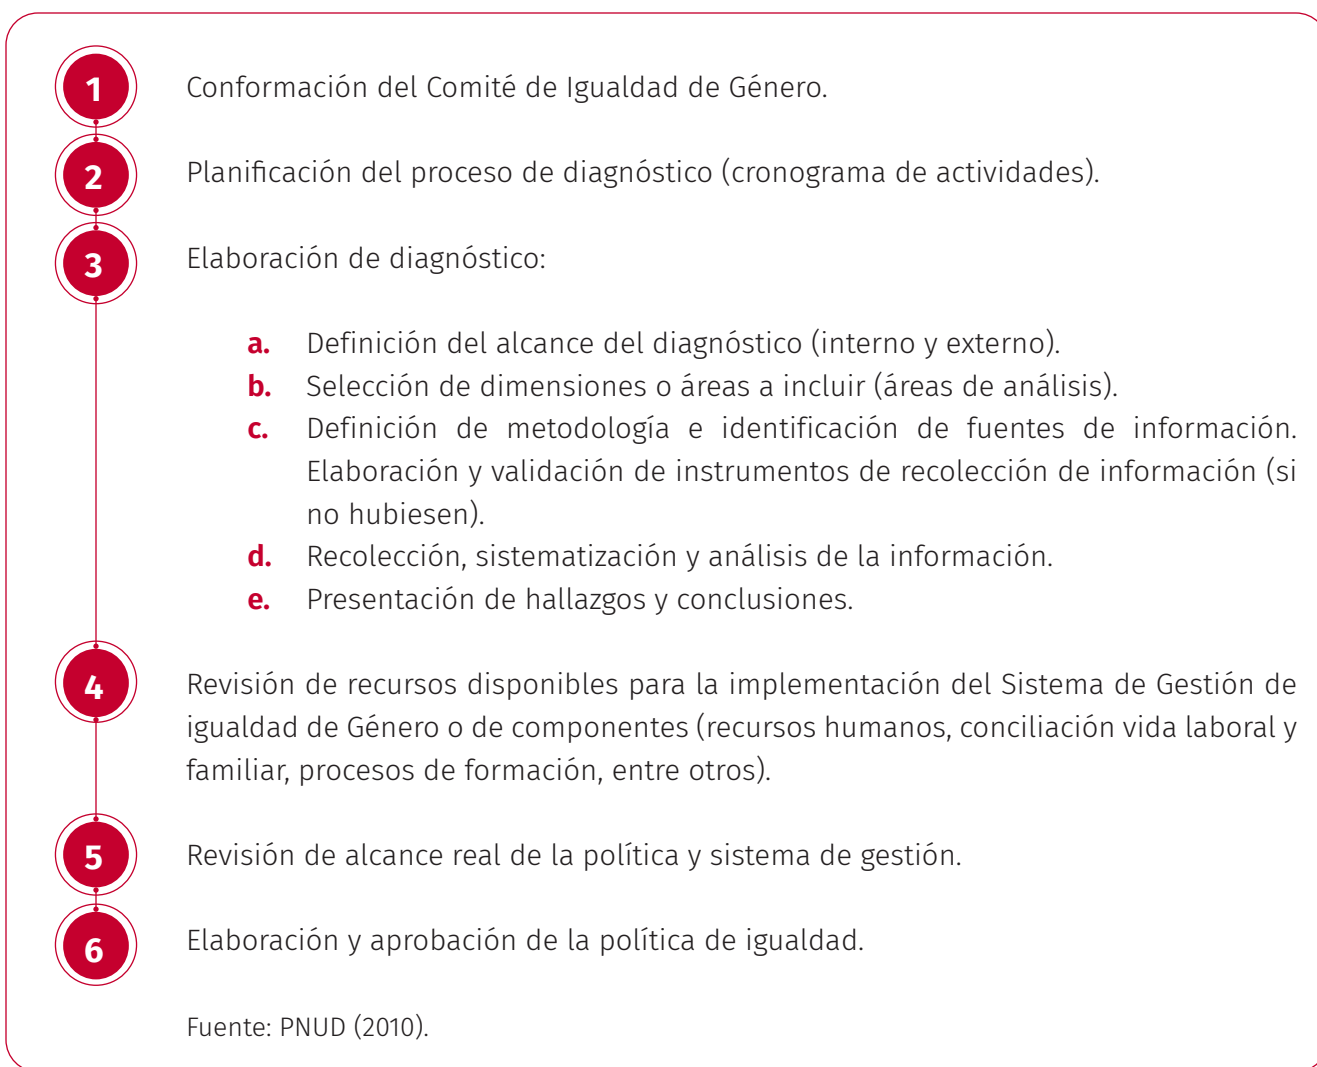 1 Conformación del Comité de Igualdad de Género.
2 Planificación del proceso de diagnóstico (cronograma de actividades).
3 Elaboración de diagnóstico:
a. Definición del alcance del diagnóstico (interno y externo).
b. Selección de dimensiones o áreas a incluir (áreas de análisis).
c. Definición de metodología e identificación de fuentes de información.
Elaboración y validación de instrumentos de recolección de información (si
no hubiesen).
d. Recolección, sistematización y análisis de la información.
e. Presentación de hallazgos y conclusiones.
4 Revisión de recursos disponibles para la implementación del Sistema de Gestión de
igualdad de Género o de componentes (recursos humanos, conciliación vida laboral y
familiar, procesos de formación, entre otros).
5 Revisión de alcance real de la política y sistema de gestión.
6 Elaboración y aprobación de la política de igualdad.
Fuente: PNUD (2010).